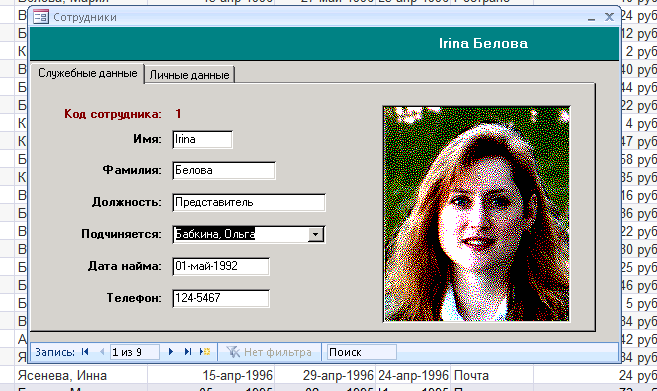 Сотрудники
Irina Белова
Служебные данные Личные данные
Код сотрудника: 1
Имя: Irina
Фамилия: Белова
Должность: Представитель
Подчиняется: Бабкина, Ольга
Дата найма: 01-май-1992
Телефон: 124-5467
Запись: 1 из 9 Нет фильтра Поиск
Ясенева, Инна 15-апр-1996 29-апр-1996 24-апр-1996 Почта 24 руб